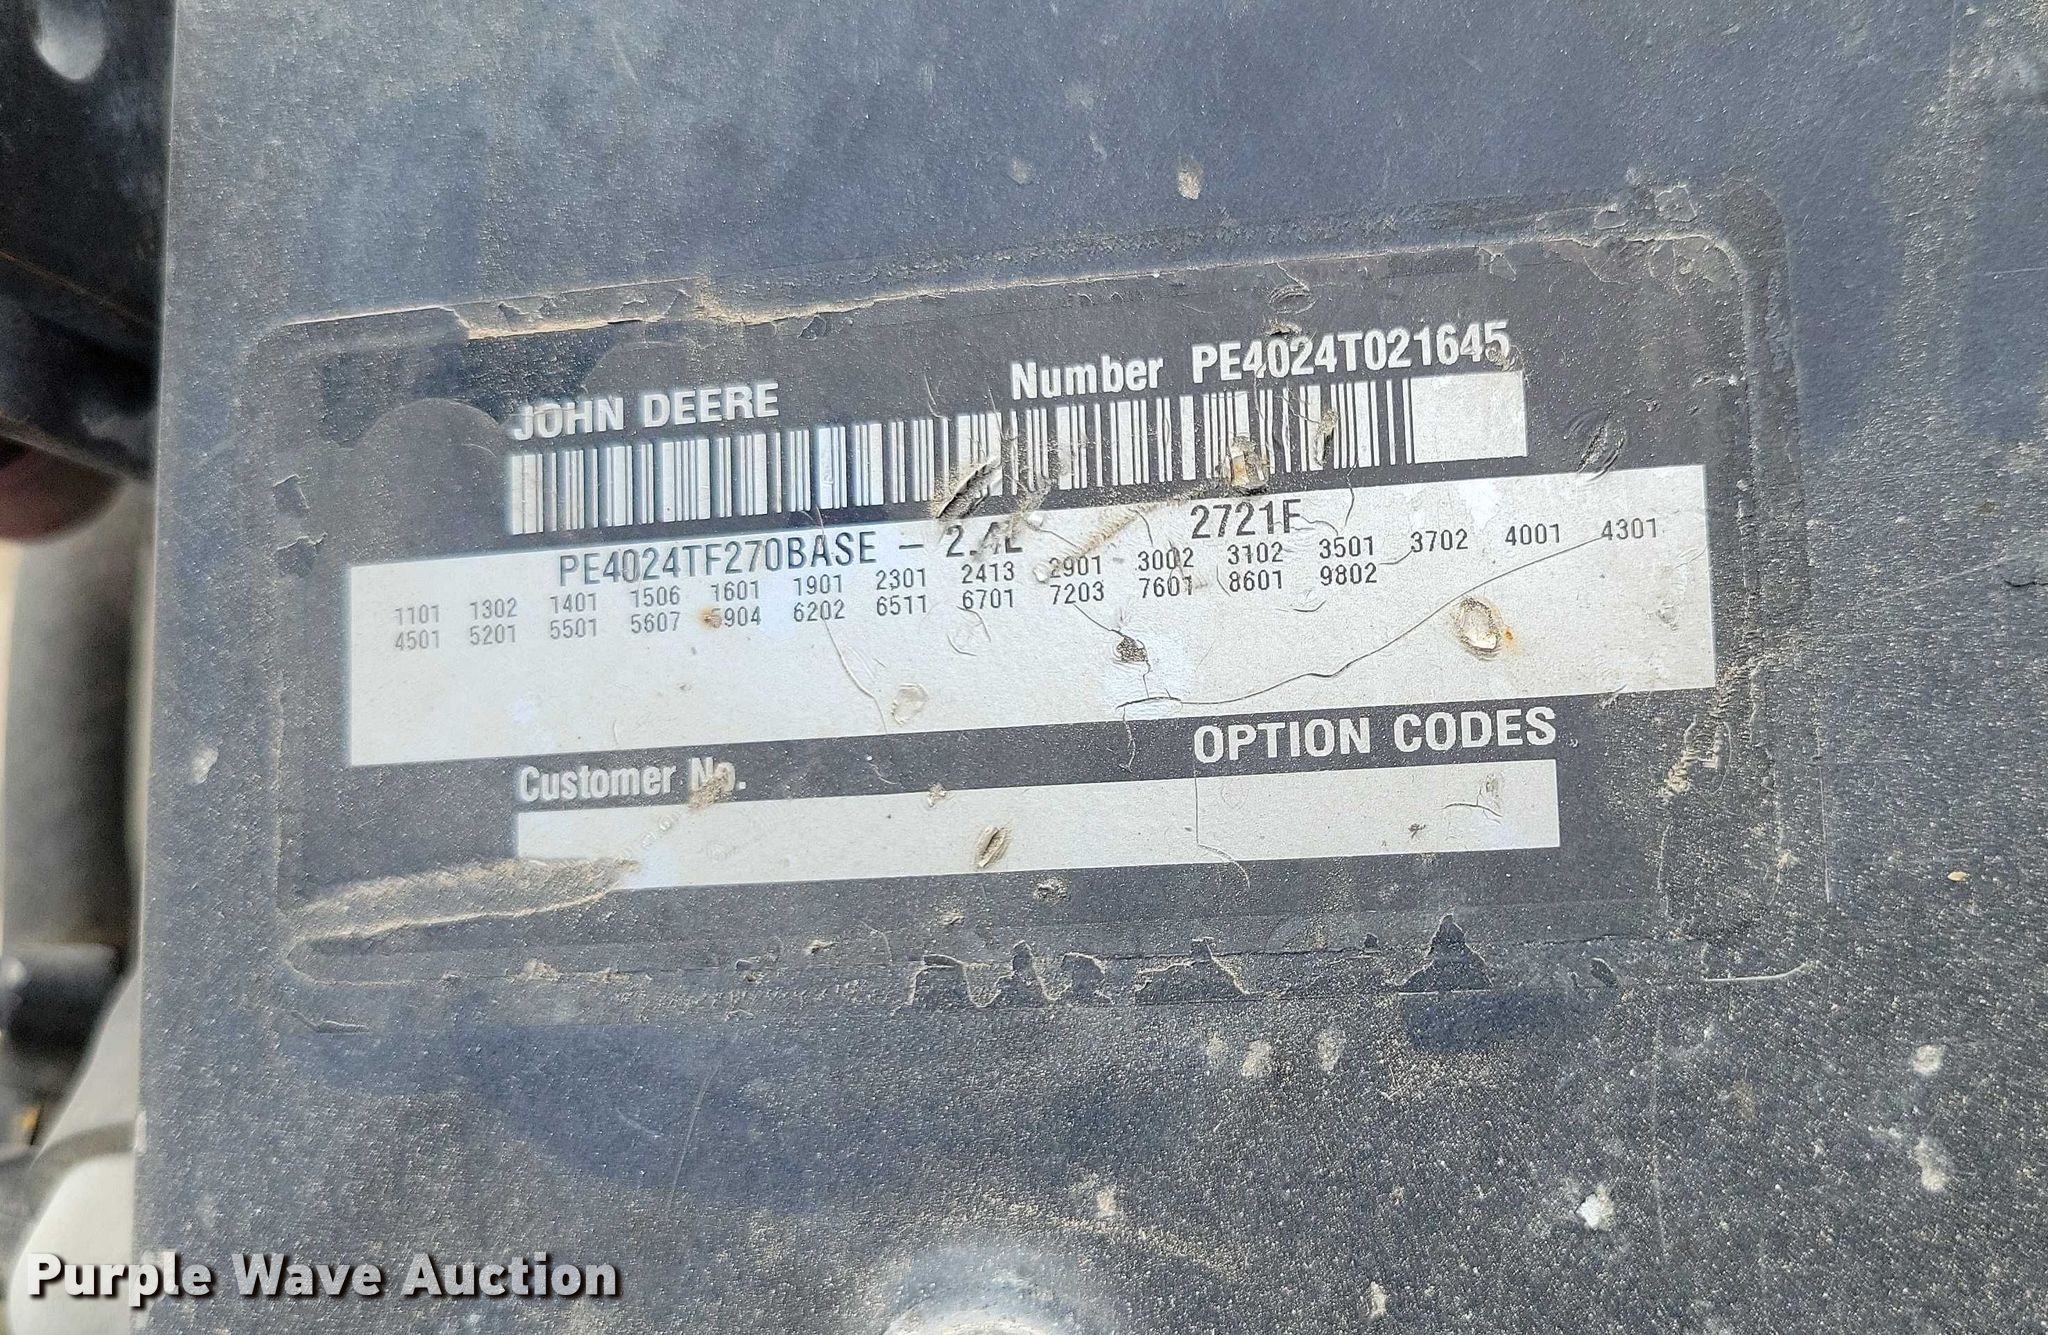 JOHN DEERE Number PE4024T021645
PE4024TF270BASE - 2.4L 2721F
1101 1302 1401 1506 1601 1901 2301 2413 2901 3002 3102 3501 3702 4001 4301
4501 5201 5501 5607 5904 6202 6511 6701 7203 7601 8601 9802
OPTION CODES
Customer No.
Purple Wave Auction